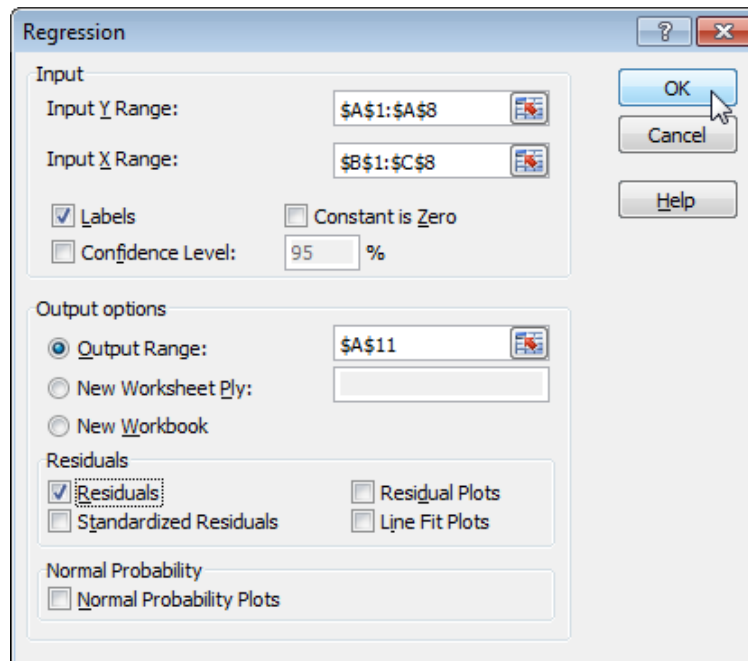 Regression
Input
Input Y Range: $A$1:$A$8
Input X Range: $B$1:$C$8
Labels Constant is Zero
Confidence Level: 95 %
OK
Cancel
Help
Output options
Output Range: $A$11
New Worksheet Ply:
New Workbook
Residuals
Residuals Residual Plots
Standardized Residuals Line Fit Plots
Normal Probability
Normal Probability Plots